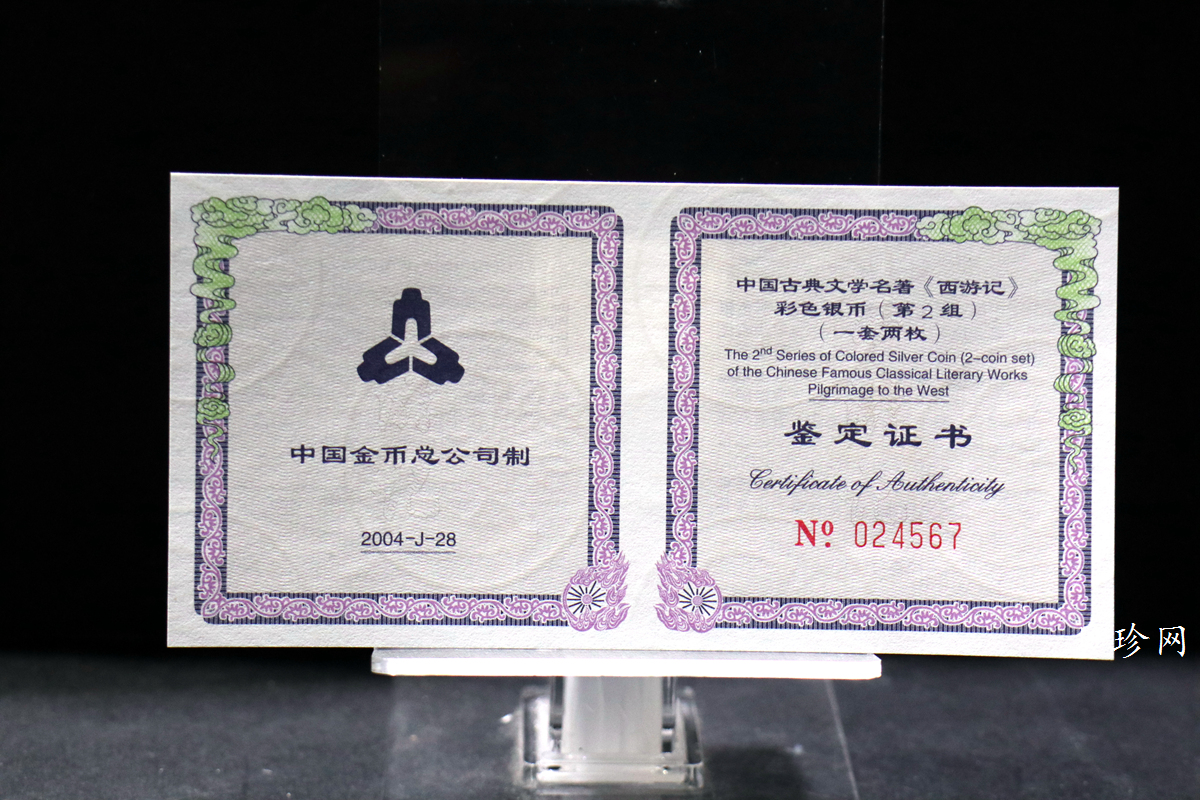 中国金币总公司制
2004-J-28
中国古典文学名著《西游记》
彩色银币（第2组）
（一套两枚）
The 2nd Series of Colored Silver Coin (2-coin set)
of the Chinese Famous Classical Literary Works
Pilgrimage to the West
鉴定证书
Certificate of Authenticity
Nº 024567
珍网